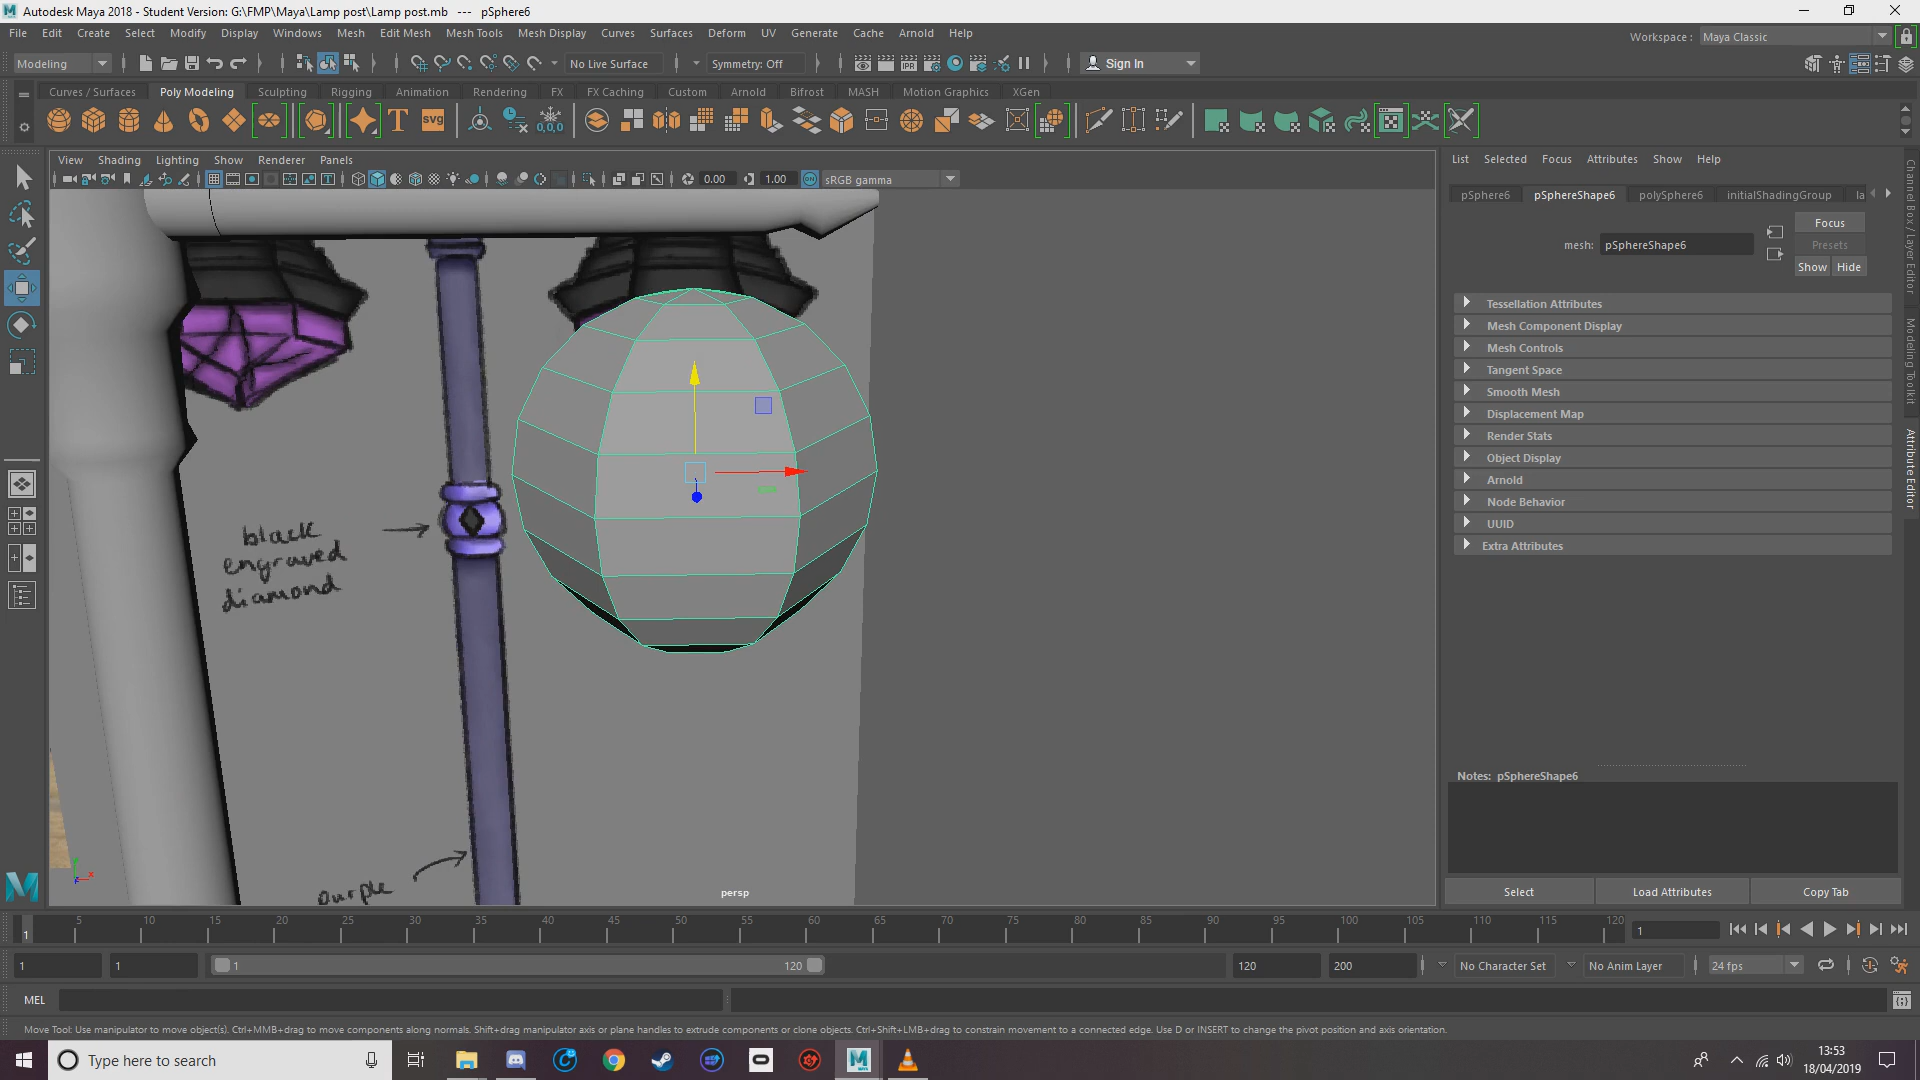 Autodesk Maya 2018 - Student Version: G:\FMP\Maya\Lamp post\Lamp post.mb --- pSphere6
File Edit Create Select Modify Display Windows Mesh Edit Mesh Mesh Tools Mesh Display Curves Surfaces Deform UV Generate Cache Arnold Help
Workspace : Maya Classic
Modeling No Live Surface Symmetry: Off Sign In
Curves / Surfaces Poly Modeling Sculpting Rigging Animation Rendering FX FX Caching Custom Arnold Bifrost MASH Motion Graphics XGen
View Shading Lighting Show Renderer Panels
0.00 1.00 sRGB gamma
List Selected Focus Attributes Show Help
pSphere6 pSphereShape6 polySphere6 initialShadingGroup la
mesh: pSphereShape6
Focus
Presets
Show Hide
Tessellation Attributes
Mesh Component Display
Mesh Controls
Tangent Space
Smooth Mesh
Displacement Map
Render Stats
Object Display
Arnold
Node Behavior
UUID
Extra Attributes
Channel Box / Layer Editor
Modeling Toolkit
Attribute Editor
black
engraved
diamond
purple
persp
Notes: pSphereShape6
Select Load Attributes Copy Tab
1 5 10 15 20 25 30 35 40 45 50 55 60 65 70 75 80 85 90 95 100 105 110 115 120
1
1 1 1 120 120 200 No Character Set No Anim Layer 24 fps
MEL
Move Tool: Use manipulator to move object(s). Ctrl+MMB+drag to move components along normals. Shift+drag manipulator axis or plane handles to extrude components or clone objects. Ctrl+Shift+LMB+drag to constrain movement to a connected edge. Use D or INSERT to change the pivot position and axis orientation.
Type here to search
13:53
18/04/2019